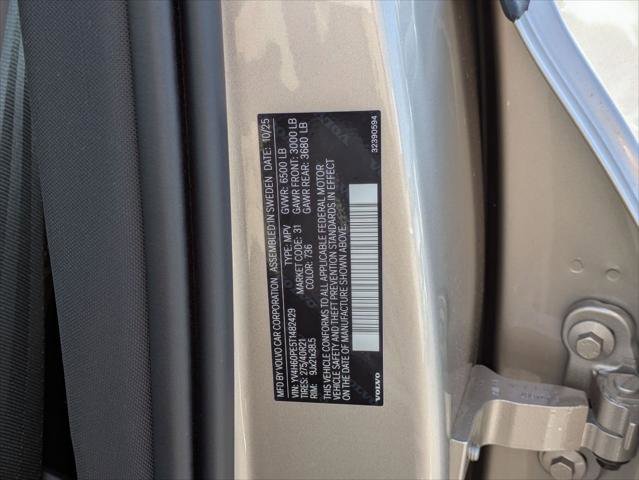 MFD. BY VOLVO CAR CORPORATION ASSEMBLED IN SWEDEN DATE: 10/25
VIN: YV4H60PE5T1482429 TYPE: MPV GVWR: 6500 LB
TIRES: 275/40R21 MARKET CODE: 31 GAWR FRONT: 3000 LB
RIM: 9Jx21x38.5 COLOR: 736 GAWR REAR: 3680 LB
THIS VEHICLE CONFORMS TO ALL APPLICABLE FEDERAL MOTOR
VEHICLE SAFETY AND THEFT PREVENTION STANDARDS IN EFFECT
ON THE DATE OF MANUFACTURE SHOWN ABOVE.
VOLVO 32390594